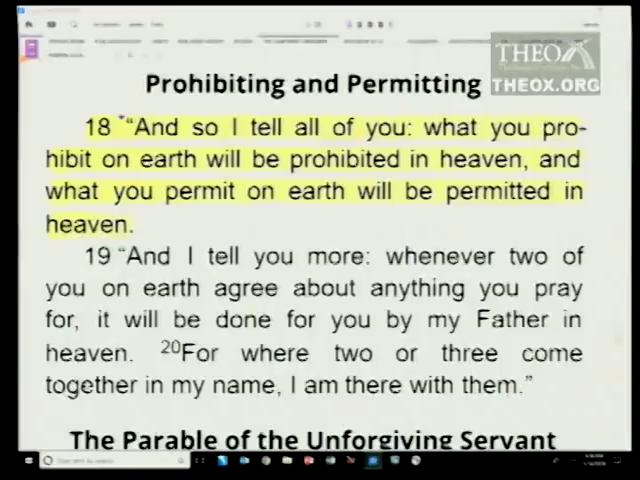 THEOX
THEOX.ORG
Prohibiting and Permitting
18 “And so I tell all of you: what you pro-
hibit on earth will be prohibited in heaven, and
what you permit on earth will be permitted in
heaven.
19 “And I tell you more: whenever two of
you on earth agree about anything you pray
for, it will be done for you by my Father in
heaven. 20For where two or three come
together in my name, I am there with them.”
The Parable of the Unforgiving Servant